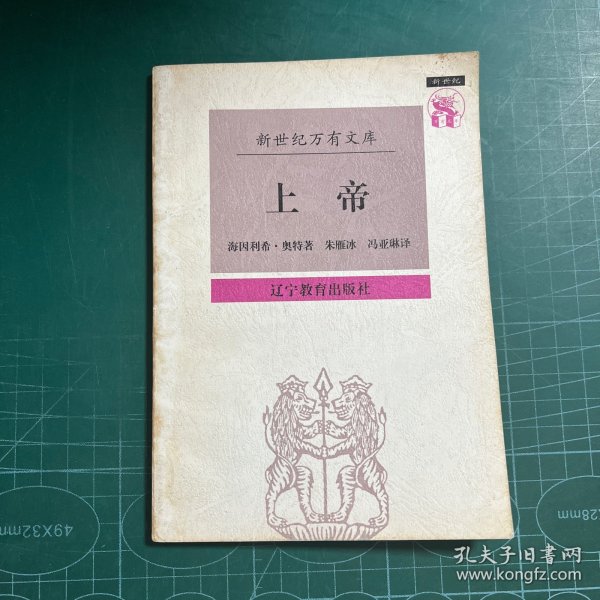 新世纪
新世纪万有文库
上帝
海因利希·奥特著 朱雁冰 冯亚琳译
辽宁教育出版社
49X32mm
28mm
孔夫子旧书网
www.kongfz.com